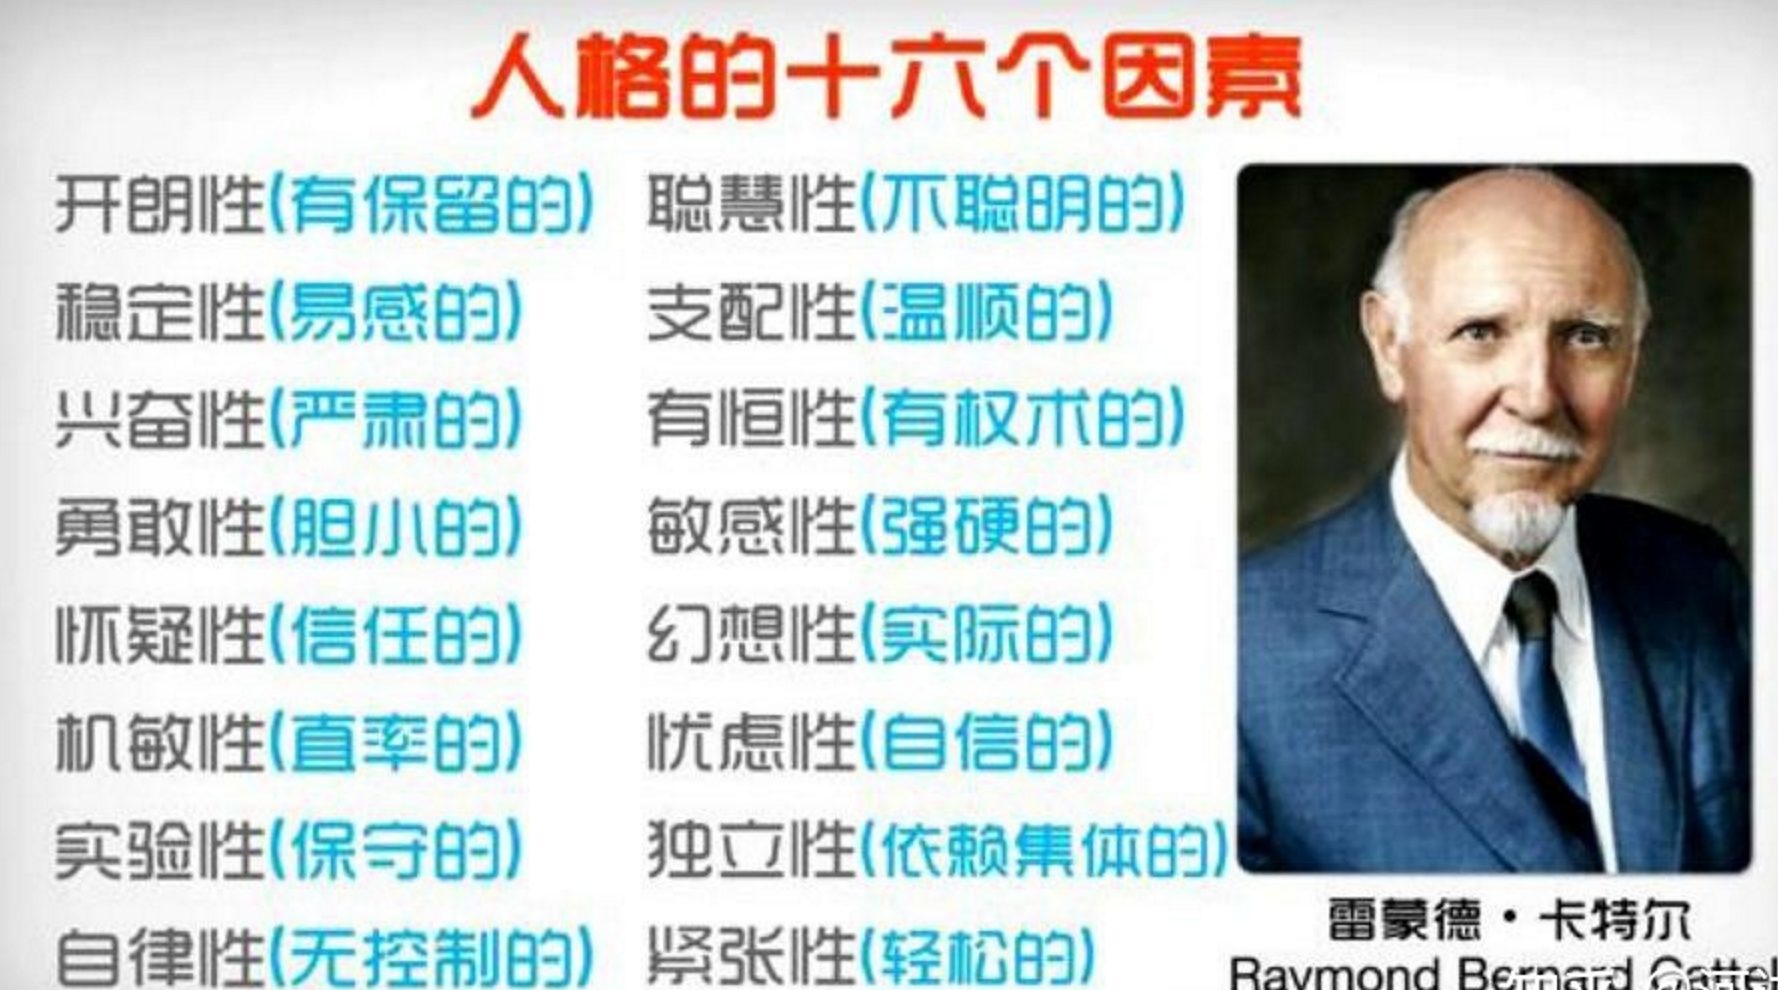 人格的十六个因素
开朗性(有保留的) 聪慧性(不聪明的)
稳定性(易感的) 支配性(温顺的)
兴奋性(严肃的) 有恒性(有权术的)
勇敢性(胆小的) 敏感性(强硬的)
怀疑性(信任的) 幻想性(实际的)
机敏性(直率的) 忧虑性(自信的)
实验性(保守的) 独立性(依赖集体的)
自律性(无控制的) 紧张性(轻松的)
雷蒙德·卡特尔
Raymond Bernard Cattel